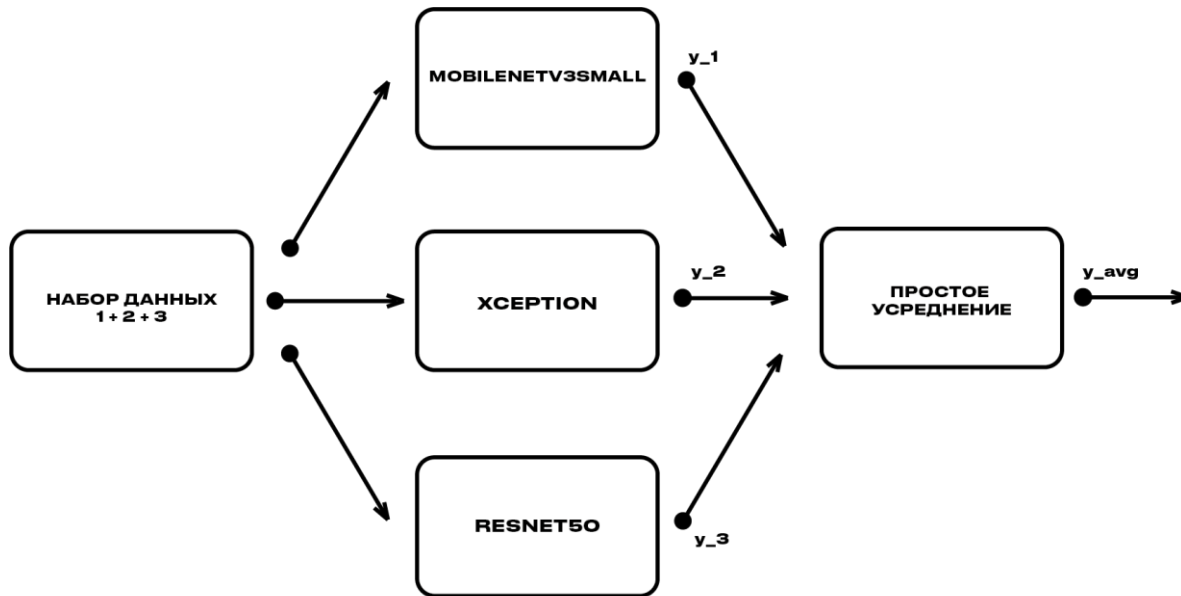 MOBILENETV3SMALL
y_1
НАБОР ДАННЫХ
1 + 2 + 3
XCEPTION
y_2
ПРОСТОЕ
УСРЕДНЕНИЕ
y_avg
RESNET50
y_3